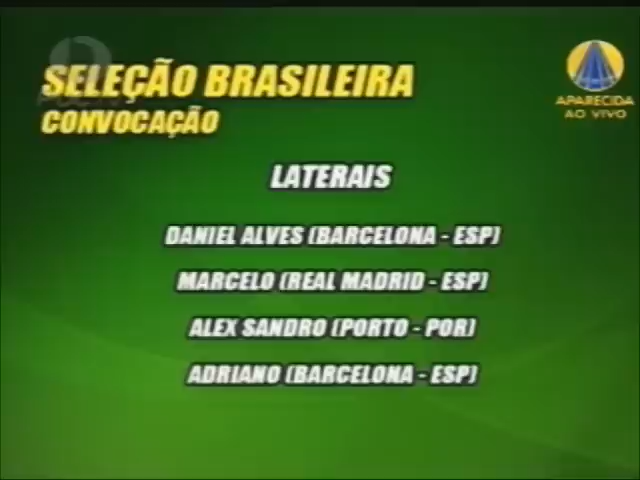 SELEÇÃO BRASILEIRA
CONVOCAÇÃO
APARECIDA
AO VIVO
LATERAIS
DANIEL ALVES (BARCELONA - ESP)
MARCELO (REAL MADRID - ESP)
ALEX SANDRO (PORTO - POR)
ADRIANO (BARCELONA - ESP)